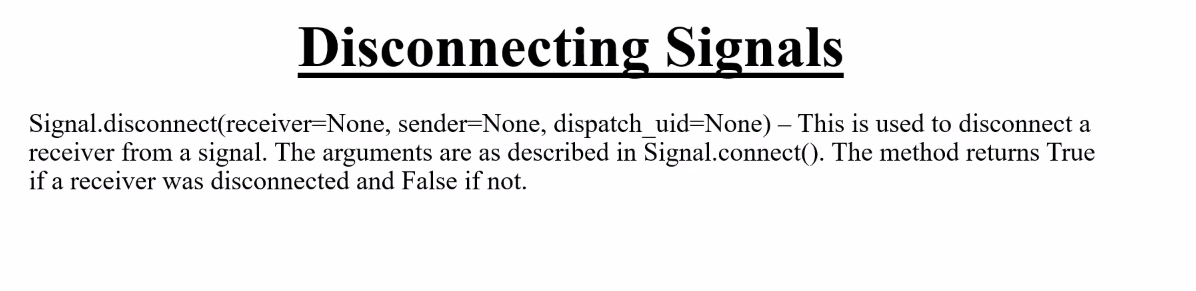 Disconnecting Signals
Signal.disconnect(receiver=None, sender=None, dispatch_uid=None) – This is used to disconnect a
receiver from a signal. The arguments are as described in Signal.connect(). The method returns True
if a receiver was disconnected and False if not.